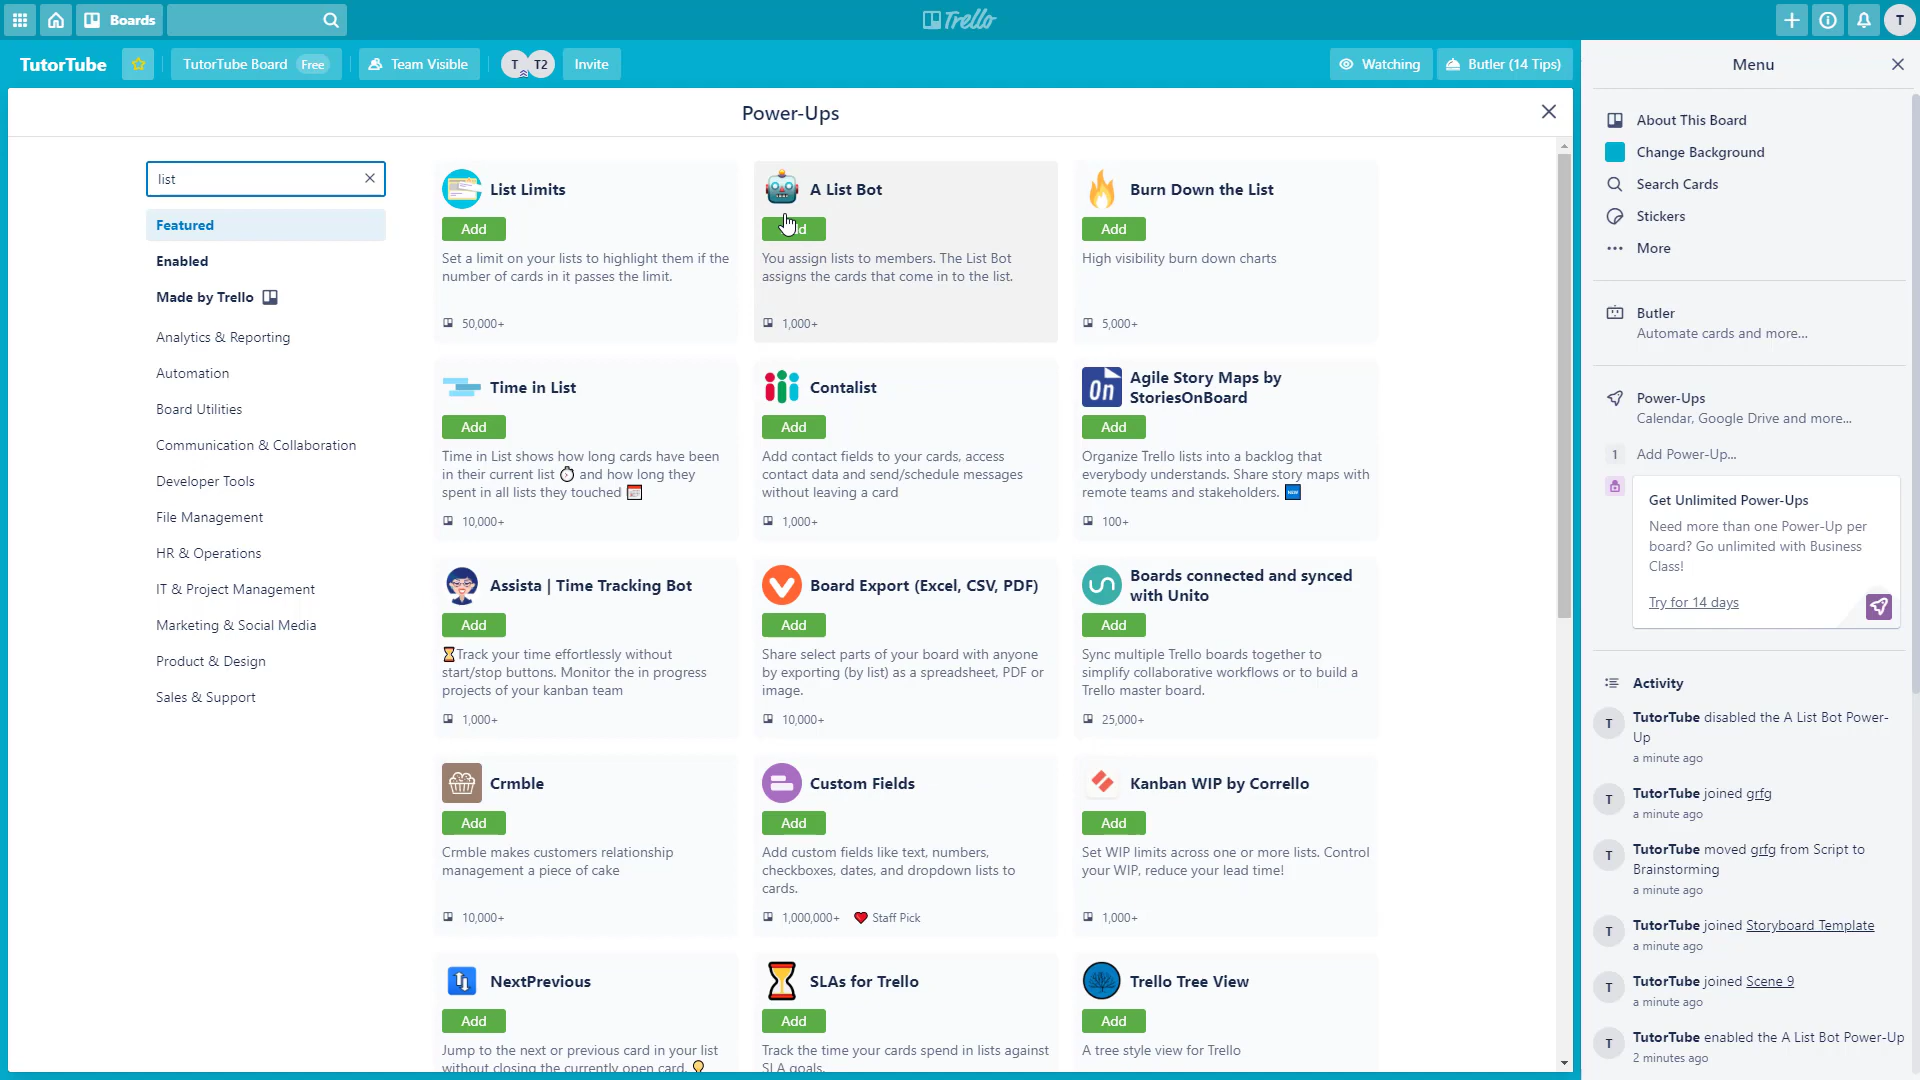 Boards
Trello
T
TutorTube
TutorTube Board Free
Team Visible
T T2
Invite
Watching
Butler (14 Tips)
Power-Ups
list
Featured
Enabled
Made by Trello
Analytics & Reporting
Automation
Board Utilities
Communication & Collaboration
Developer Tools
File Management
HR & Operations
IT & Project Management
Marketing & Social Media
Product & Design
Sales & Support
List Limits
Add
Set a limit on your lists to highlight them if the
number of cards in it passes the limit.
50,000+
A List Bot
You assign lists to members. The List Bot
assigns the cards that come in to the list.
1,000+
Burn Down the List
Add
High visibility burn down charts
5,000+
Time in List
Add
Time in List shows how long cards have been
in their current list ⏱ and how long they
spent in all lists they touched 📅
10,000+
Contalist
Add
Add contact fields to your cards, access
contact data and send/schedule messages
without leaving a card
1,000+
On
Agile Story Maps by
StoriesOnBoard
Add
Organize Trello lists into a backlog that
everybody understands. Share story maps with
remote teams and stakeholders. 🆕
100+
Assista | Time Tracking Bot
Add
⏳Track your time effortlessly without
start/stop buttons. Monitor the in progress
projects of your kanban team
1,000+
Board Export (Excel, CSV, PDF)
Add
Share select parts of your board with anyone
by exporting (by list) as a spreadsheet, PDF or
image.
10,000+
Boards connected and synced
with Unito
Add
Sync multiple Trello boards together to
simplify collaborative workflows or to build a
Trello master board.
25,000+
Crmble
Add
Crmble makes customers relationship
management a piece of cake
10,000+
Custom Fields
Add
Add custom fields like text, numbers,
checkboxes, dates, and dropdown lists to
cards.
1,000,000+ ❤ Staff Pick
Kanban WIP by Corrello
Add
Set WIP limits across one or more lists. Control
your WIP, reduce your lead time!
1,000+
NextPrevious
Add
Jump to the next or previous card in your list
without closing the currently open card. 💡
SLAs for Trello
Add
Track the time your cards spend in lists against
SLA goals.
Trello Tree View
Add
A tree style view for Trello
Menu
About This Board
Change Background
Search Cards
Stickers
More
Butler
Automate cards and more...
Power-Ups
Calendar, Google Drive and more...
1 Add Power-Up...
Get Unlimited Power-Ups
Need more than one Power-Up per
board? Go unlimited with Business
Class!
Try for 14 days
Activity
T TutorTube disabled the A List Bot Power-
Up
a minute ago
T TutorTube joined grfg
a minute ago
T TutorTube moved grfg from Script to
Brainstorming
a minute ago
T TutorTube joined Storyboard Template
a minute ago
T TutorTube joined Scene 9
a minute ago
T TutorTube enabled the A List Bot Power-Up
2 minutes ago